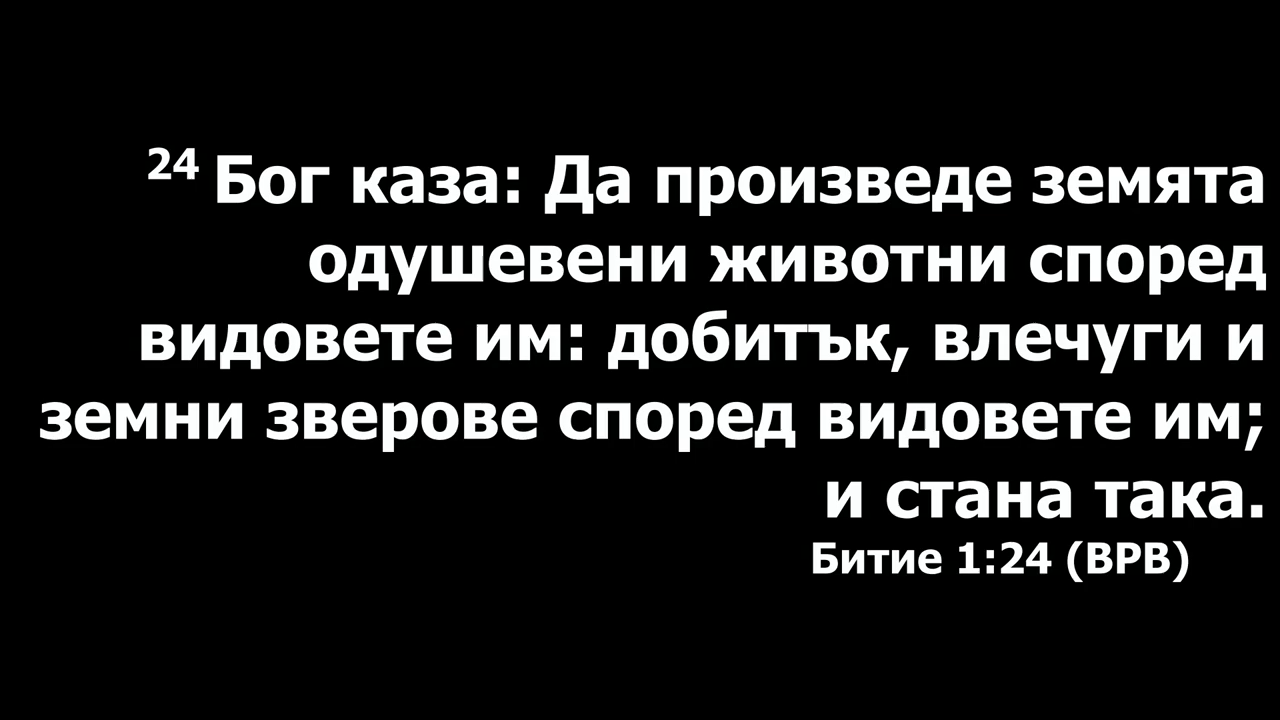 24 Бог каза: Да произведе земята
одушевени животни според
видовете им: добитък, влечуги и
земни зверове според видовете им;
и стана така.
Битие 1:24 (ВРВ)